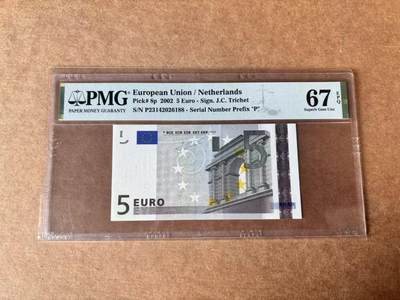 PMG
PAPER MONEY GUARANTY
European Union / Netherlands
Pick# 8p 2002 5 Euro - Sign. J.C. Trichet
S/N P23142026188 - Serial Number Prefix "P"
67 EPQ
Superb Gem Unc
5 EURO